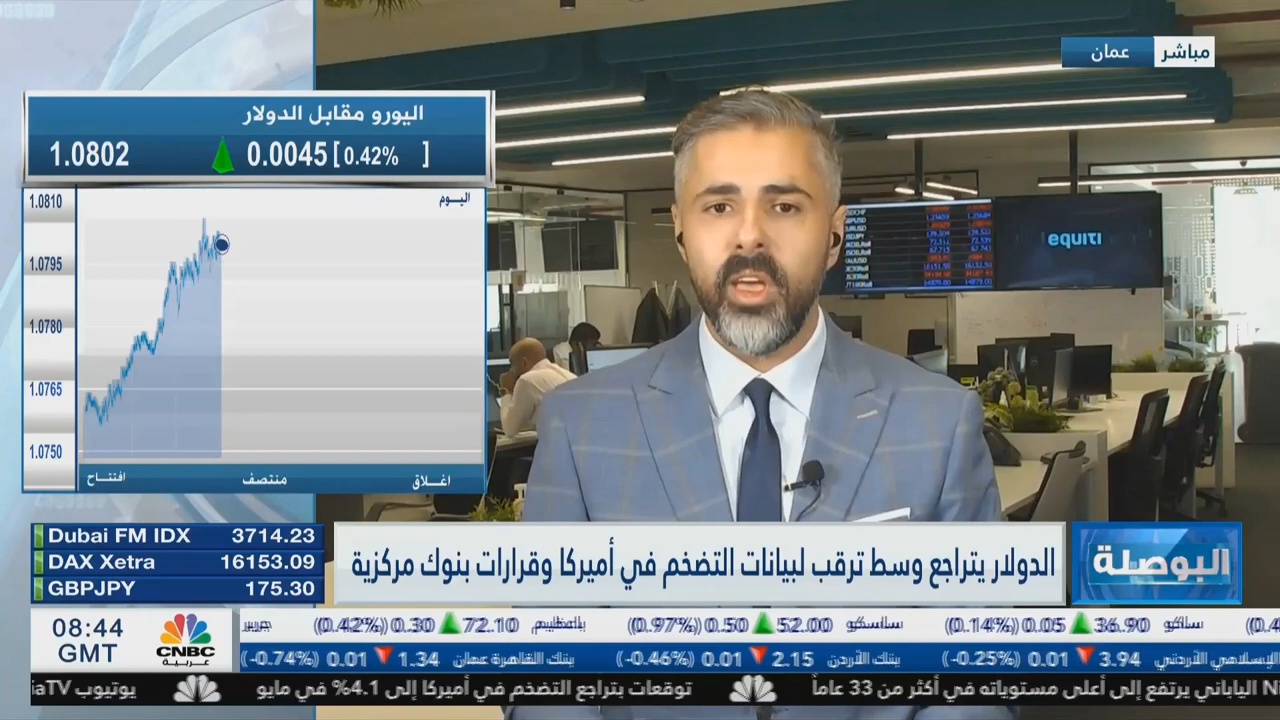 مباشر عمان
اليورو مقابل الدولار
1.0802 0.0045 [0.42% ]
اليوم
1.0810
1.0795
1.0780
1.0765
1.0750
افتتاح منتصف اغلاق
equiti
Dubai FM IDX 3714.23
DAX Xetra 16153.09
GBPJPY 175.30
الدولار يتراجع وسط ترقب لبيانات التضخم في أميركا وقرارات بنوك مركزية
البوصلة
08:44
GMT
CNBC
عربية
36.90 0.05 (0.14%) ساسكو 52.00 0.50 (0.97%) 72.10 0.30 (0.42%) جرير
الإسلامي الأردني 3.94 0.01 (-0.25%) بنك الأردن 2.15 0.01 (-0.46%) بنك القاهرة عمان 1.34 0.01 (-0.74%)
الياباني يرتفع إلى أعلى مستوياته في أكثر من 33 عاماً توقعات بتراجع التضخم في أميركا إلى 4.1% في مايو يوتيوب